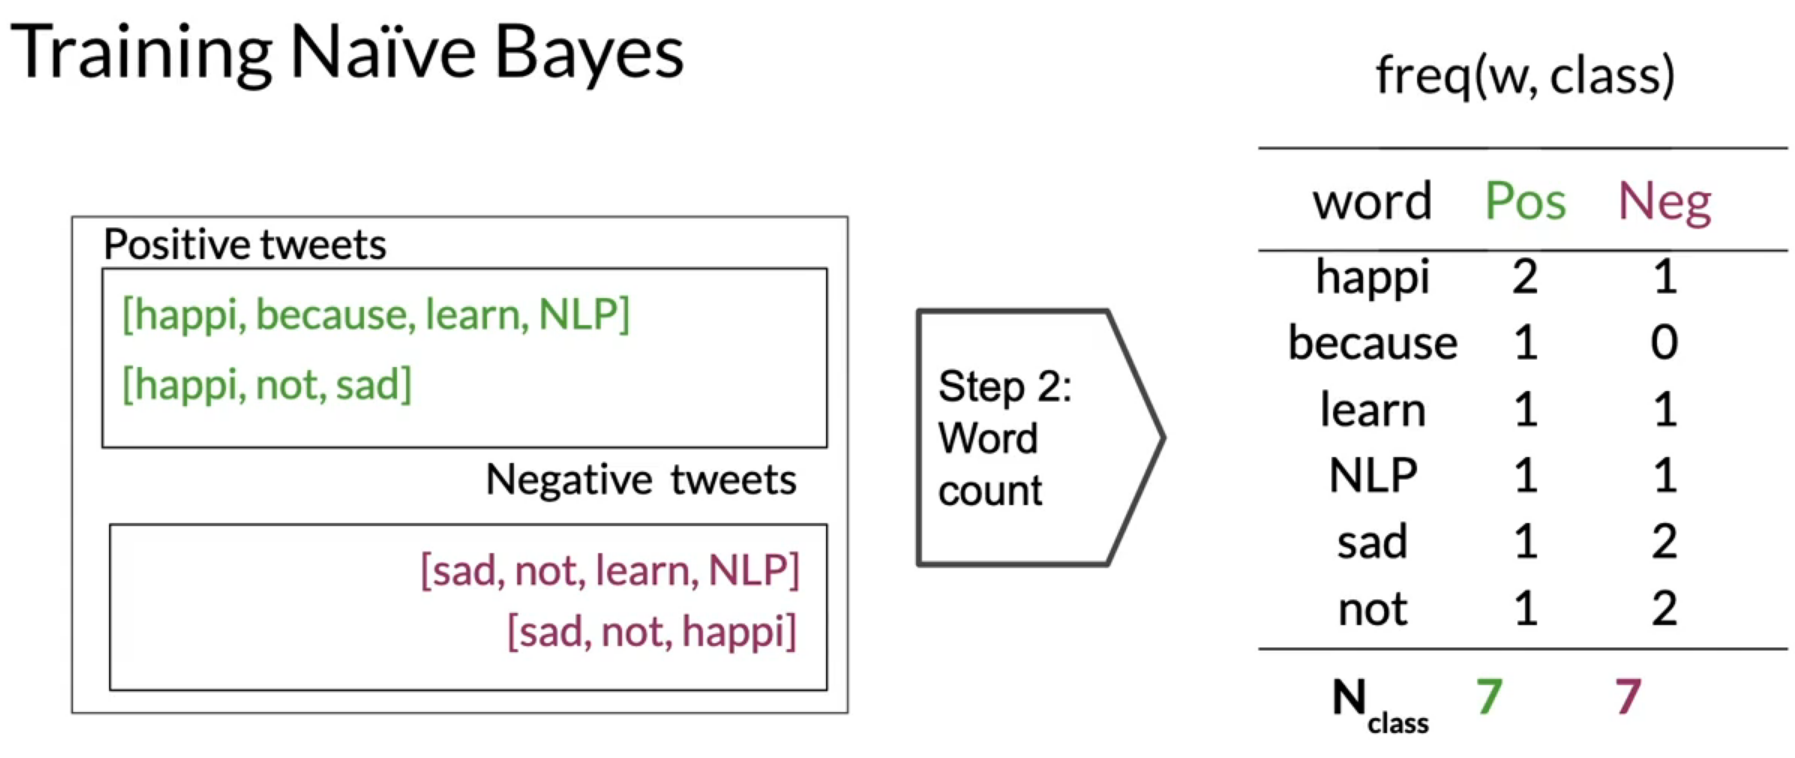 Training Naïve Bayes
Positive tweets
[happi, because, learn, NLP]
[happi, not, sad]
Negative tweets
[sad, not, learn, NLP]
[sad, not, happi]
Step 2:
Word
count
freq(w, class)
word Pos Neg
happi 2 1
because 1 0
learn 1 1
NLP 1 1
sad 1 2
not 1 2
Nclass 7 7